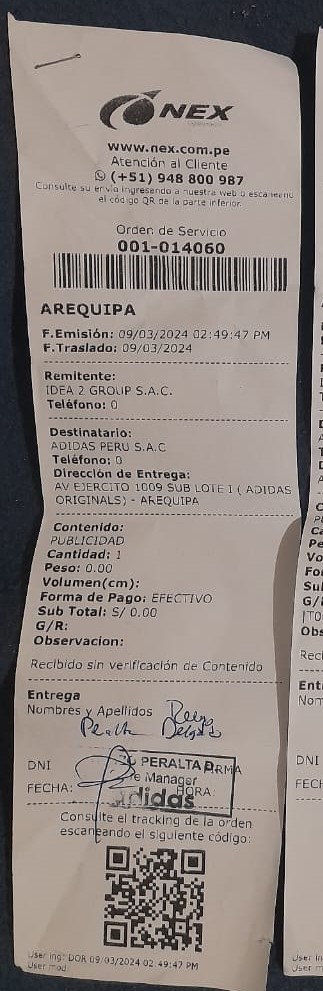 NEX
www.nex.com.pe
Atención al Cliente
(+51) 948 800 987
Consulte su envío ingresando a nuestra web o escaneando
el código QR de la parte inferior.
Orden de Servicio
001-014060
AREQUIPA
F.Emisión: 09/03/2024 02:49:47 PM
F.Traslado: 09/03/2024
Remitente:
IDEA 2 GROUP S.A.C.
Teléfono: 0
Destinatario:
ADIDAS PERU S.A.C
Teléfono: 0
Dirección de Entrega:
AV EJERCITO 1009 SUB LOTE I ( ADIDAS
ORIGINALS) - AREQUIPA
Contenido:
PUBLICIDAD
Cantidad: 1
Peso: 0.00
Volumen(cm):
Forma de Pago: EFECTIVO
Sub Total: S/ 0.00
G/R:
Observacion:
Recibido sin verificación de Contenido
Entrega
Nombres y Apellidos
Peralta
DNI PERALTA D. FIRMA
Manager
FECHA: HORA:
adidas
Consulte el tracking de la orden
escaneando el siguiente código:
User ing: DOR 09/03/2024 02:49:47 PM
User mod: